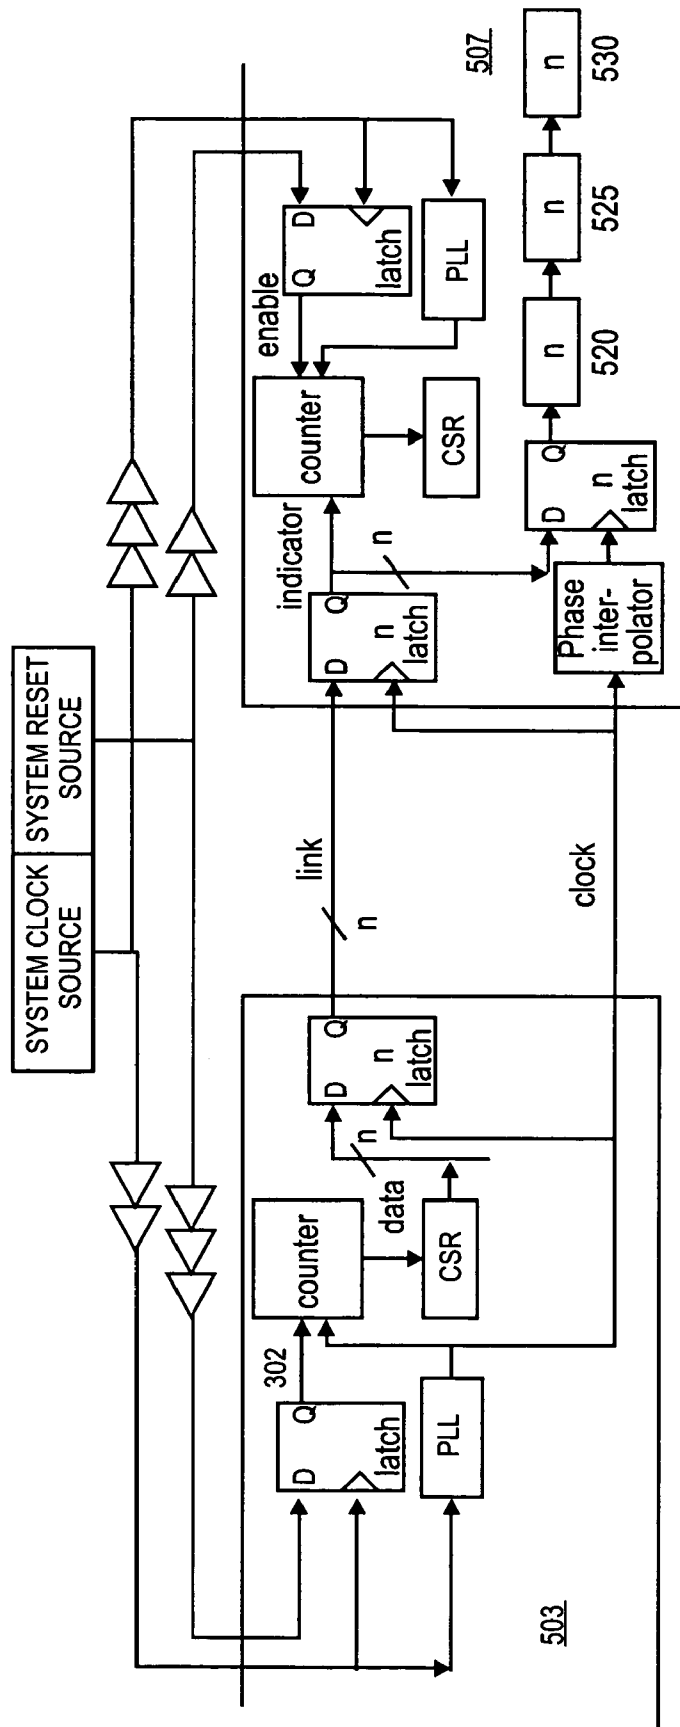 SYSTEM CLOCK
SOURCE
SYSTEM RESET
SOURCE
503
D
Q
latch
302
PLL
counter
CSR
data
n
D
Q
n
latch
link
n
clock
D
Q
n
latch
indicator
n
counter
CSR
enable
Q
D
latch
PLL
Phase
inter-
polator
D
Q
n
latch
n
520
n
525
n
530
507